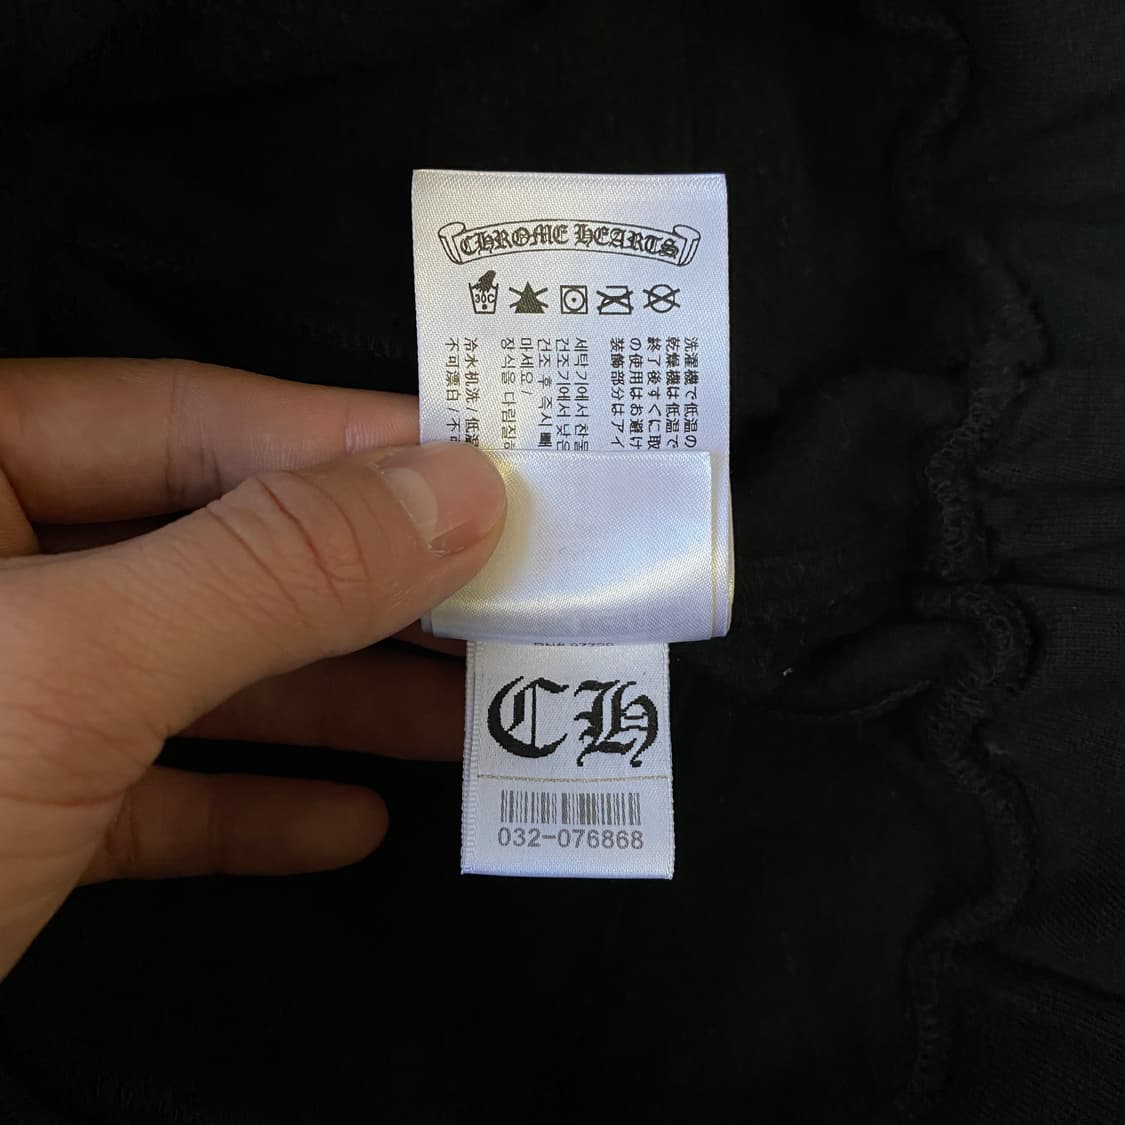 CHROME HEARTS
30C
洗濯機で低温の
乾燥機は低温で
終了後すぐに取
の使用はお避け
装飾部分はアイ
세탁기에서 찬물
건조기에서 낮은
건조 후 즉시 빼
마세요 /
장식을 다림질하
冷水机洗 / 低温
不可漂白 / 不可
CH
032-076868